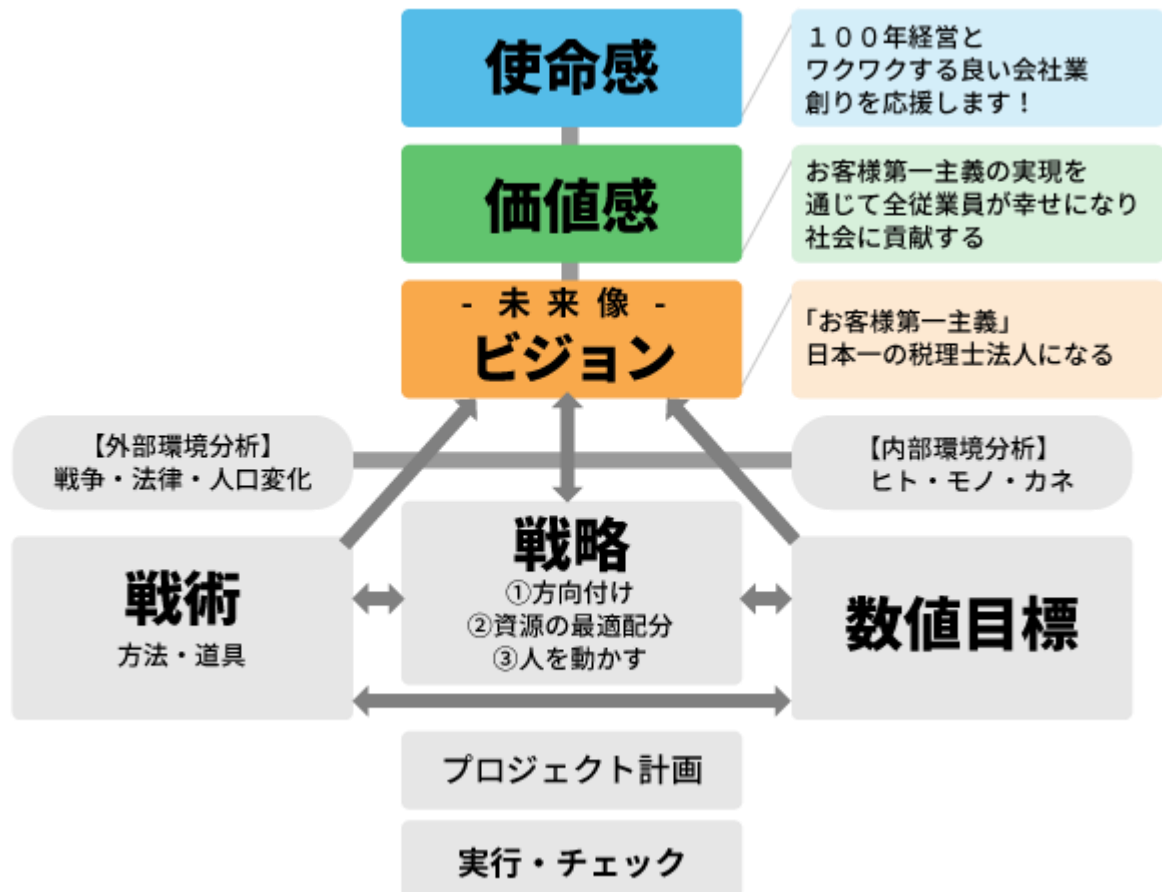 使命感
１００年経営と
ワクワクする良い会社業
創りを応援します！
価値感
お客様第一主義の実現を
通じて全従業員が幸せになり
社会に貢献する
- 未 来 像 -
ビジョン
「お客様第一主義」
日本一の税理士法人になる
【外部環境分析】
戦争・法律・人口変化
【内部環境分析】
ヒト・モノ・カネ
戦術
方法・道具
戦略
①方向付け
②資源の最適配分
③人を動かす
数値目標
プロジェクト計画
実行・チェック